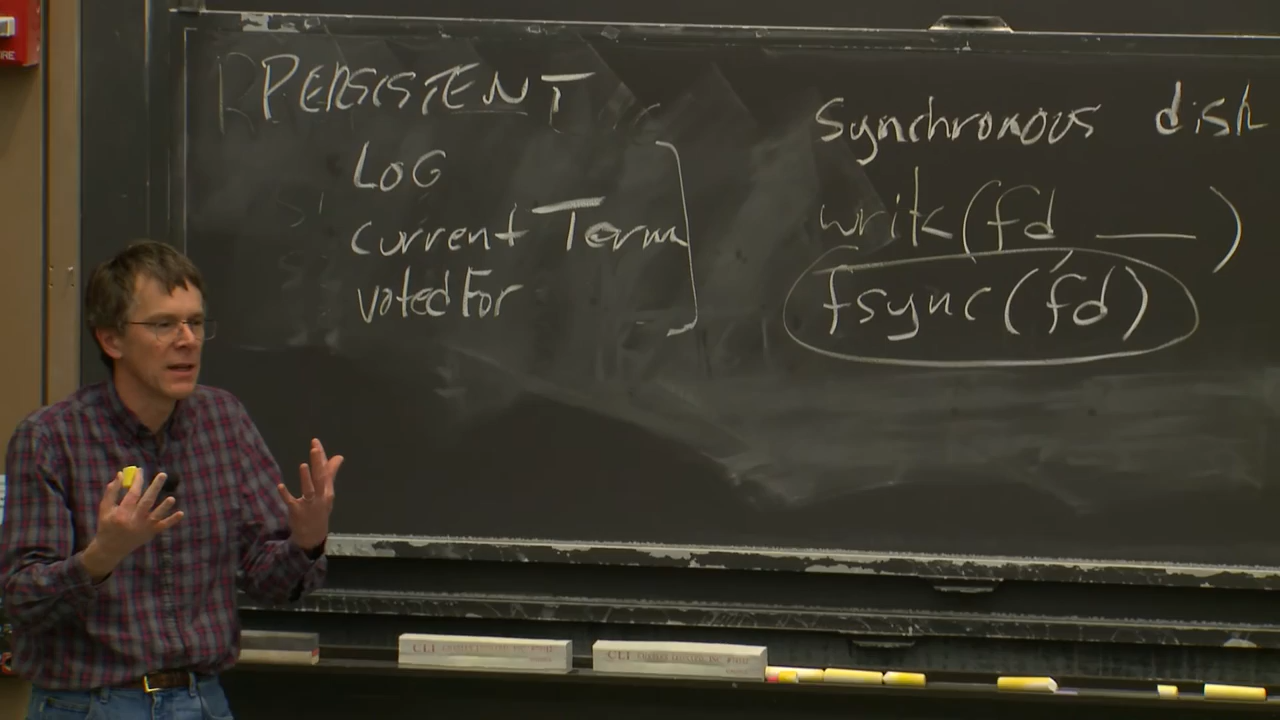 PERSISTENT
LOG
currentTerm
votedFor
Synchronous disk
write(fd ___)
fsync(fd)